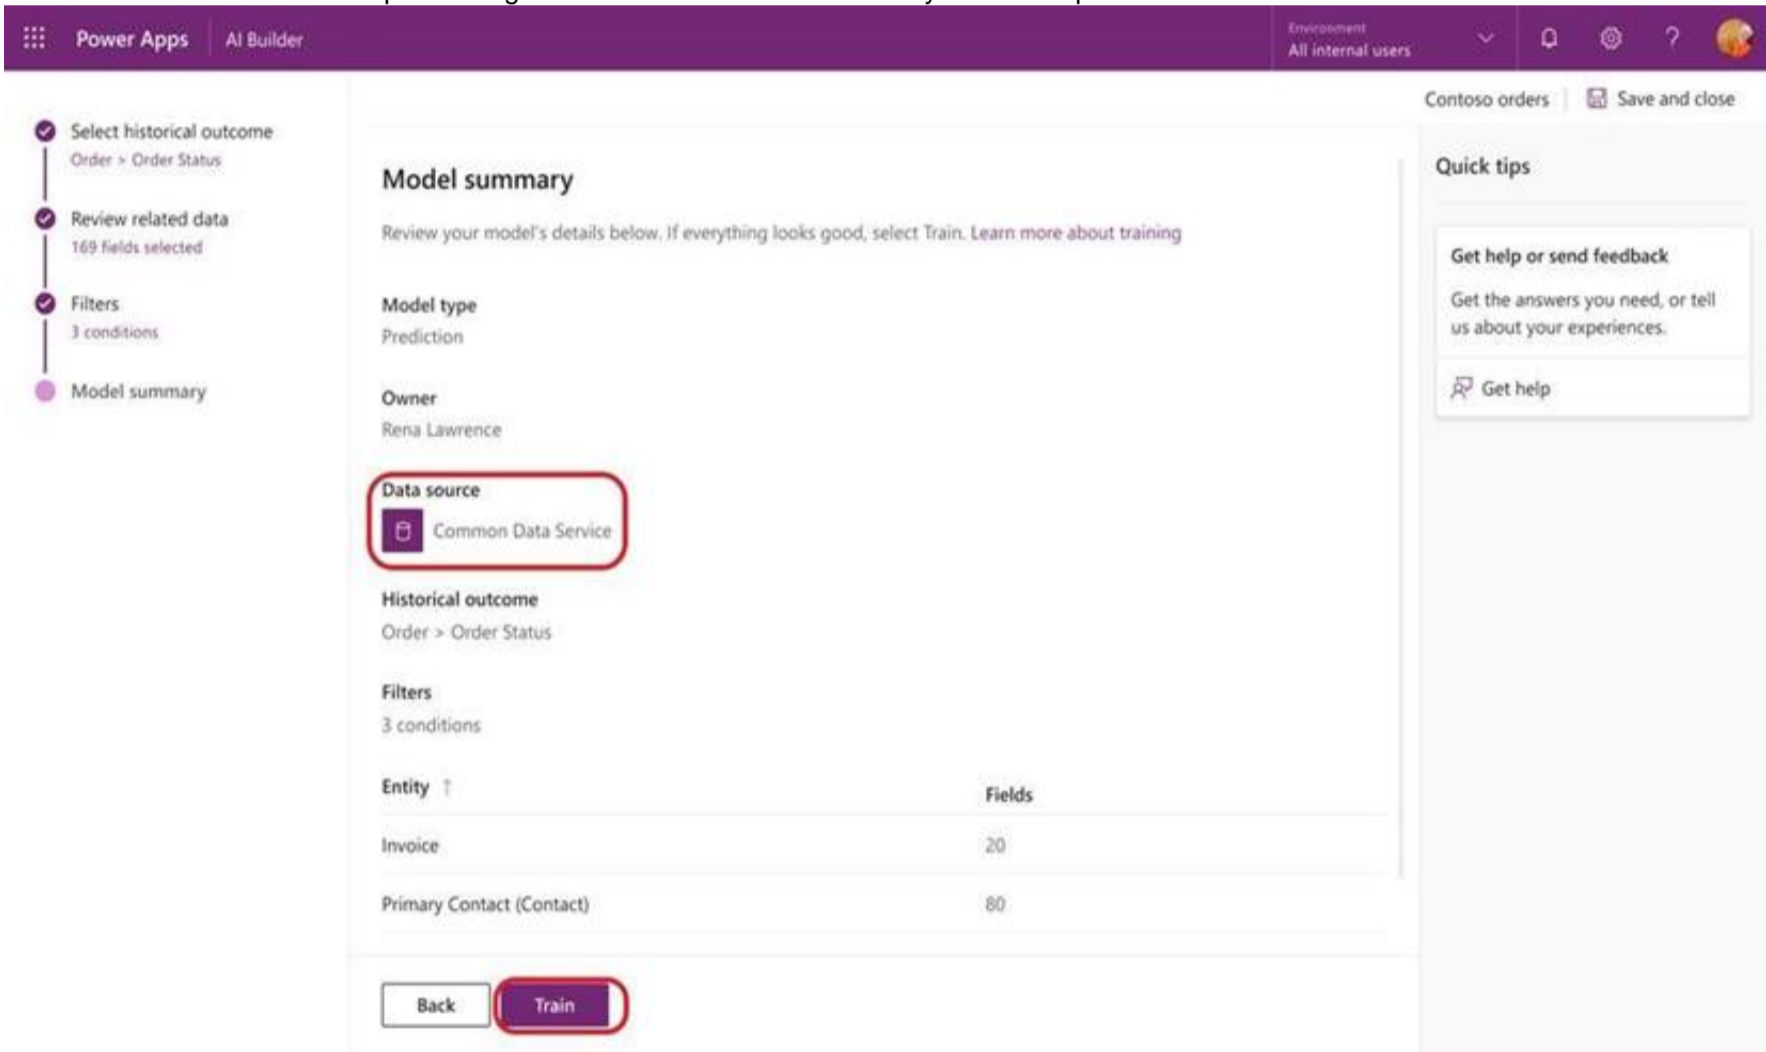 Power Apps
AI Builder
Environment
All internal users
?
Contoso orders
Save and close
Select historical outcome
Order > Order Status
Review related data
169 fields selected
Filters
3 conditions
Model summary
Model summary
Review your model's details below. If everything looks good, select Train. Learn more about training
Model type
Prediction
Owner
Rena Lawrence
Data source
Common Data Service
Historical outcome
Order > Order Status
Filters
3 conditions
Entity ↑
Fields
Invoice
20
Primary Contact (Contact)
80
Back
Train
Quick tips
Get help or send feedback
Get the answers you need, or tell
us about your experiences.
Get help